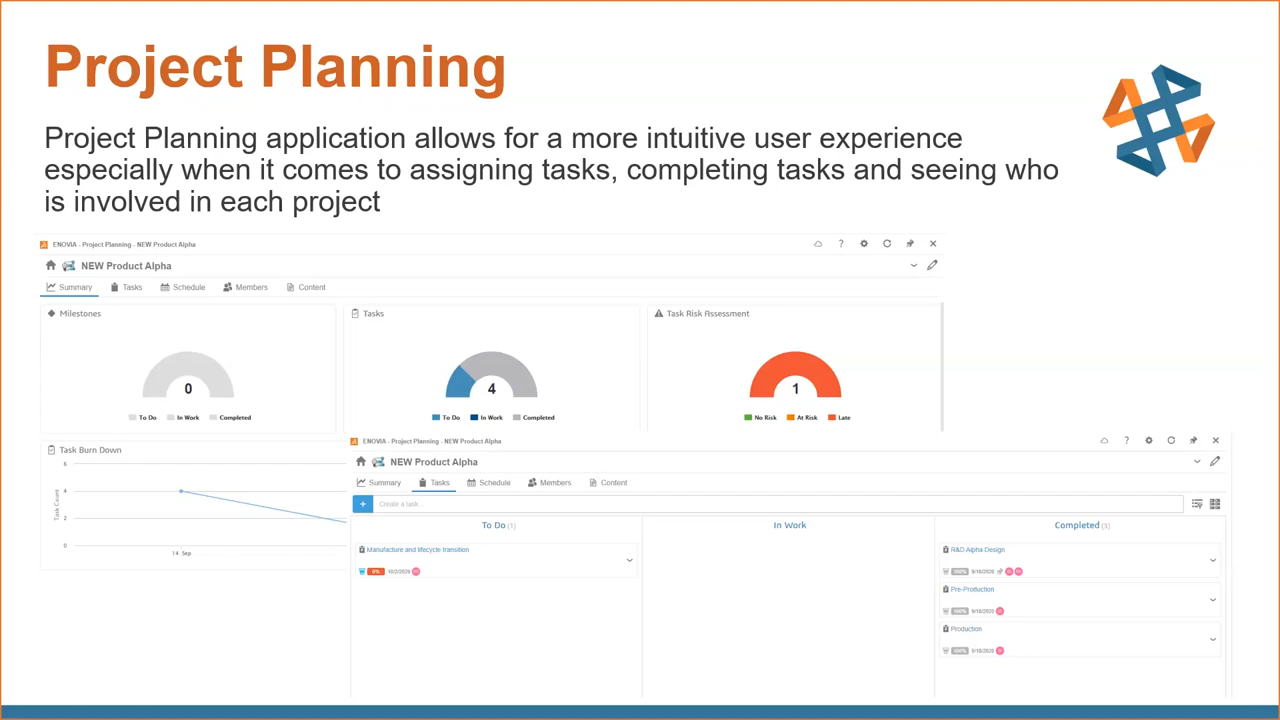 Project Planning
Project Planning application allows for a more intuitive user experience
especially when it comes to assigning tasks, completing tasks and seeing who
is involved in each project
ENOVIA - Project Planning - NEW Product Alpha
NEW Product Alpha
Summary Tasks Schedule Members Content
Milestones
0
To Do In Work Completed
Tasks
4
To Do In Work Completed
Task Risk Assessment
1
No Risk At Risk Late
Task Burn Down
Task Count
6
4
2
0
14 Sep
ENOVIA - Project Planning - NEW Product Alpha
NEW Product Alpha
Summary Tasks Schedule Members Content
Create a task...
To Do (1)
Manufacture and lifecycle transition
0% 10/2/2020
In Work
Completed (3)
R&D Alpha Design
100% 9/18/2020
Pre-Production
100% 9/18/2020
Production
100% 9/18/2020